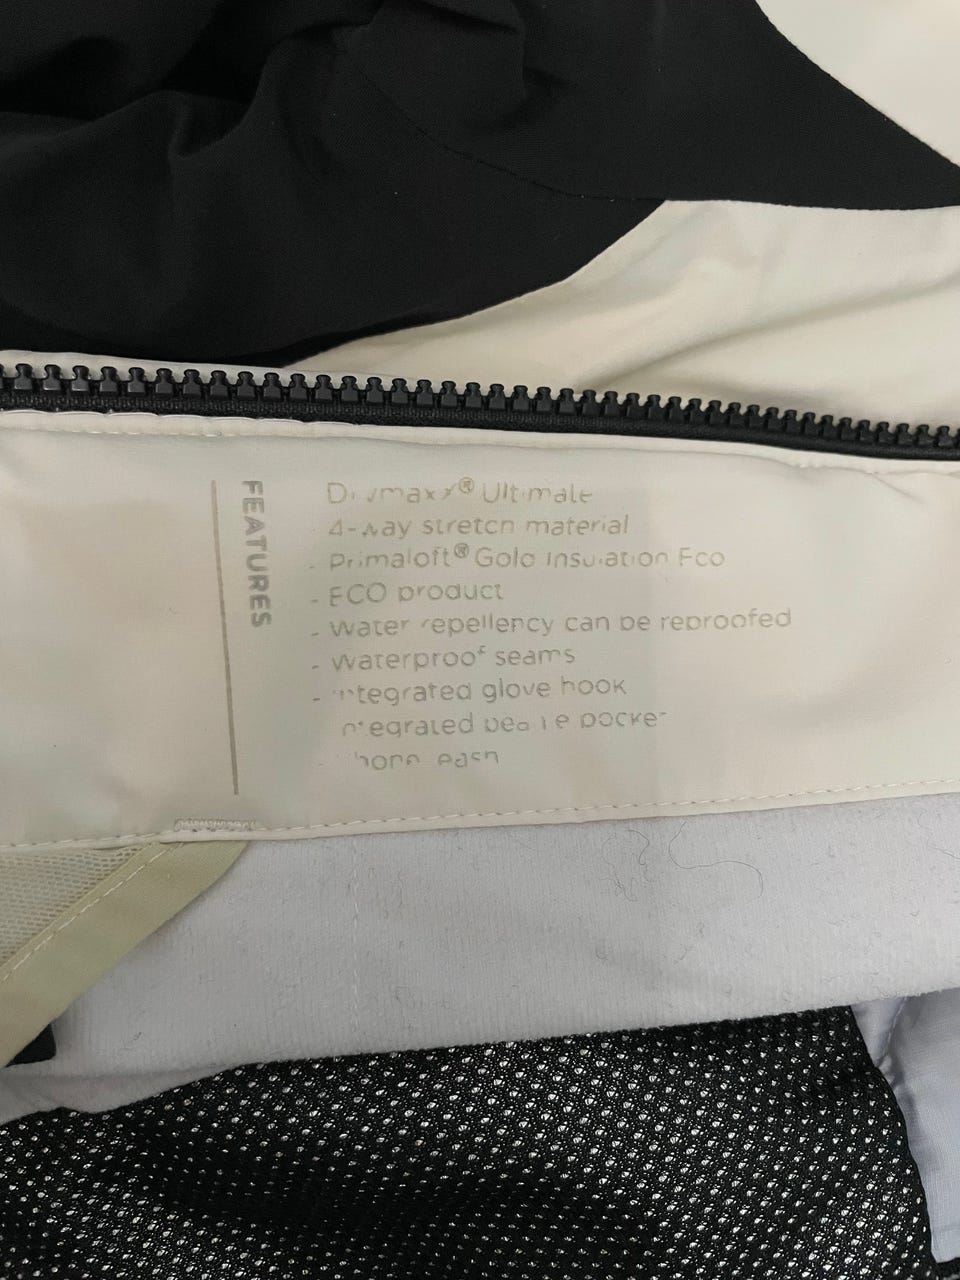 FEATURES
Drymaxx® Ultimate
4-way stretch material
- Primaloft® Gold Insulation Eco
- ECO product
- Water repellency can be reproofed
- Waterproof seams
- Integrated glove hook
Integrated beanie pocket